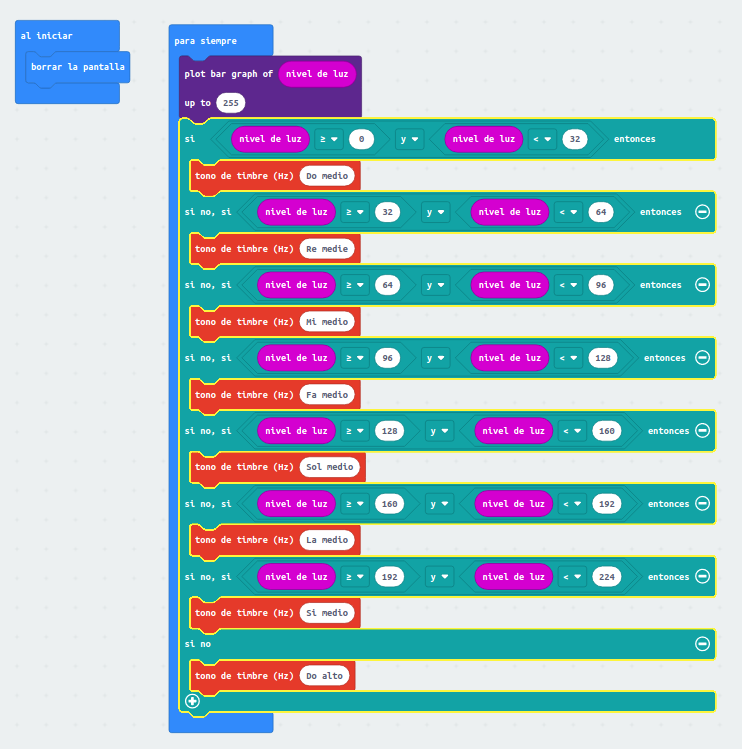 al iniciar
borrar la pantalla
para siempre
plot bar graph of nivel de luz
up to 255
si nivel de luz ≥ 0 y nivel de luz < 32 entonces
tono de timbre (Hz) Do medio
si no, si nivel de luz ≥ 32 y nivel de luz < 64 entonces
tono de timbre (Hz) Re medie
si no, si nivel de luz ≥ 64 y nivel de luz < 96 entonces
tono de timbre (Hz) Mi medio
si no, si nivel de luz ≥ 96 y nivel de luz < 128 entonces
tono de timbre (Hz) Fa medio
si no, si nivel de luz ≥ 128 y nivel de luz < 160 entonces
tono de timbre (Hz) Sol medio
si no, si nivel de luz ≥ 160 y nivel de luz < 192 entonces
tono de timbre (Hz) La medio
si no, si nivel de luz ≥ 192 y nivel de luz < 224 entonces
tono de timbre (Hz) Si medio
si no
tono de timbre (Hz) Do alto